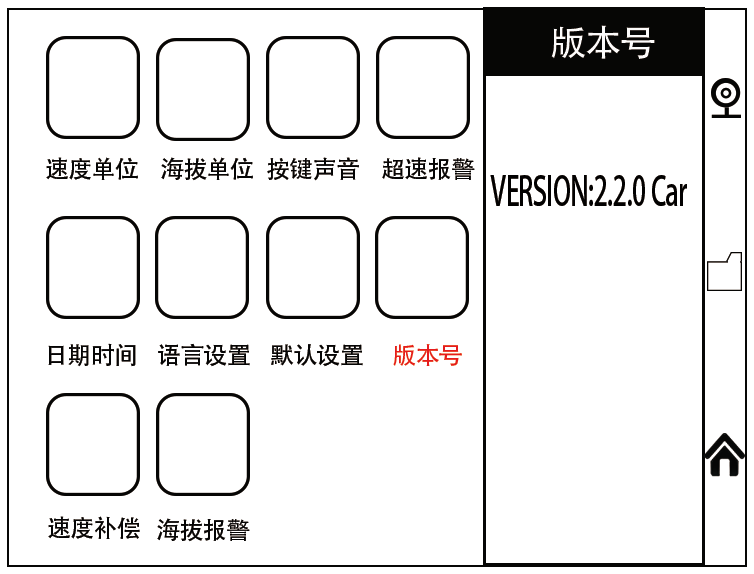 版本号
速度单位
海拔单位
按键声音
超速报警
VERSION:2.2.0 Car
日期时间
语言设置
默认设置
版本号
速度补偿
海拔报警